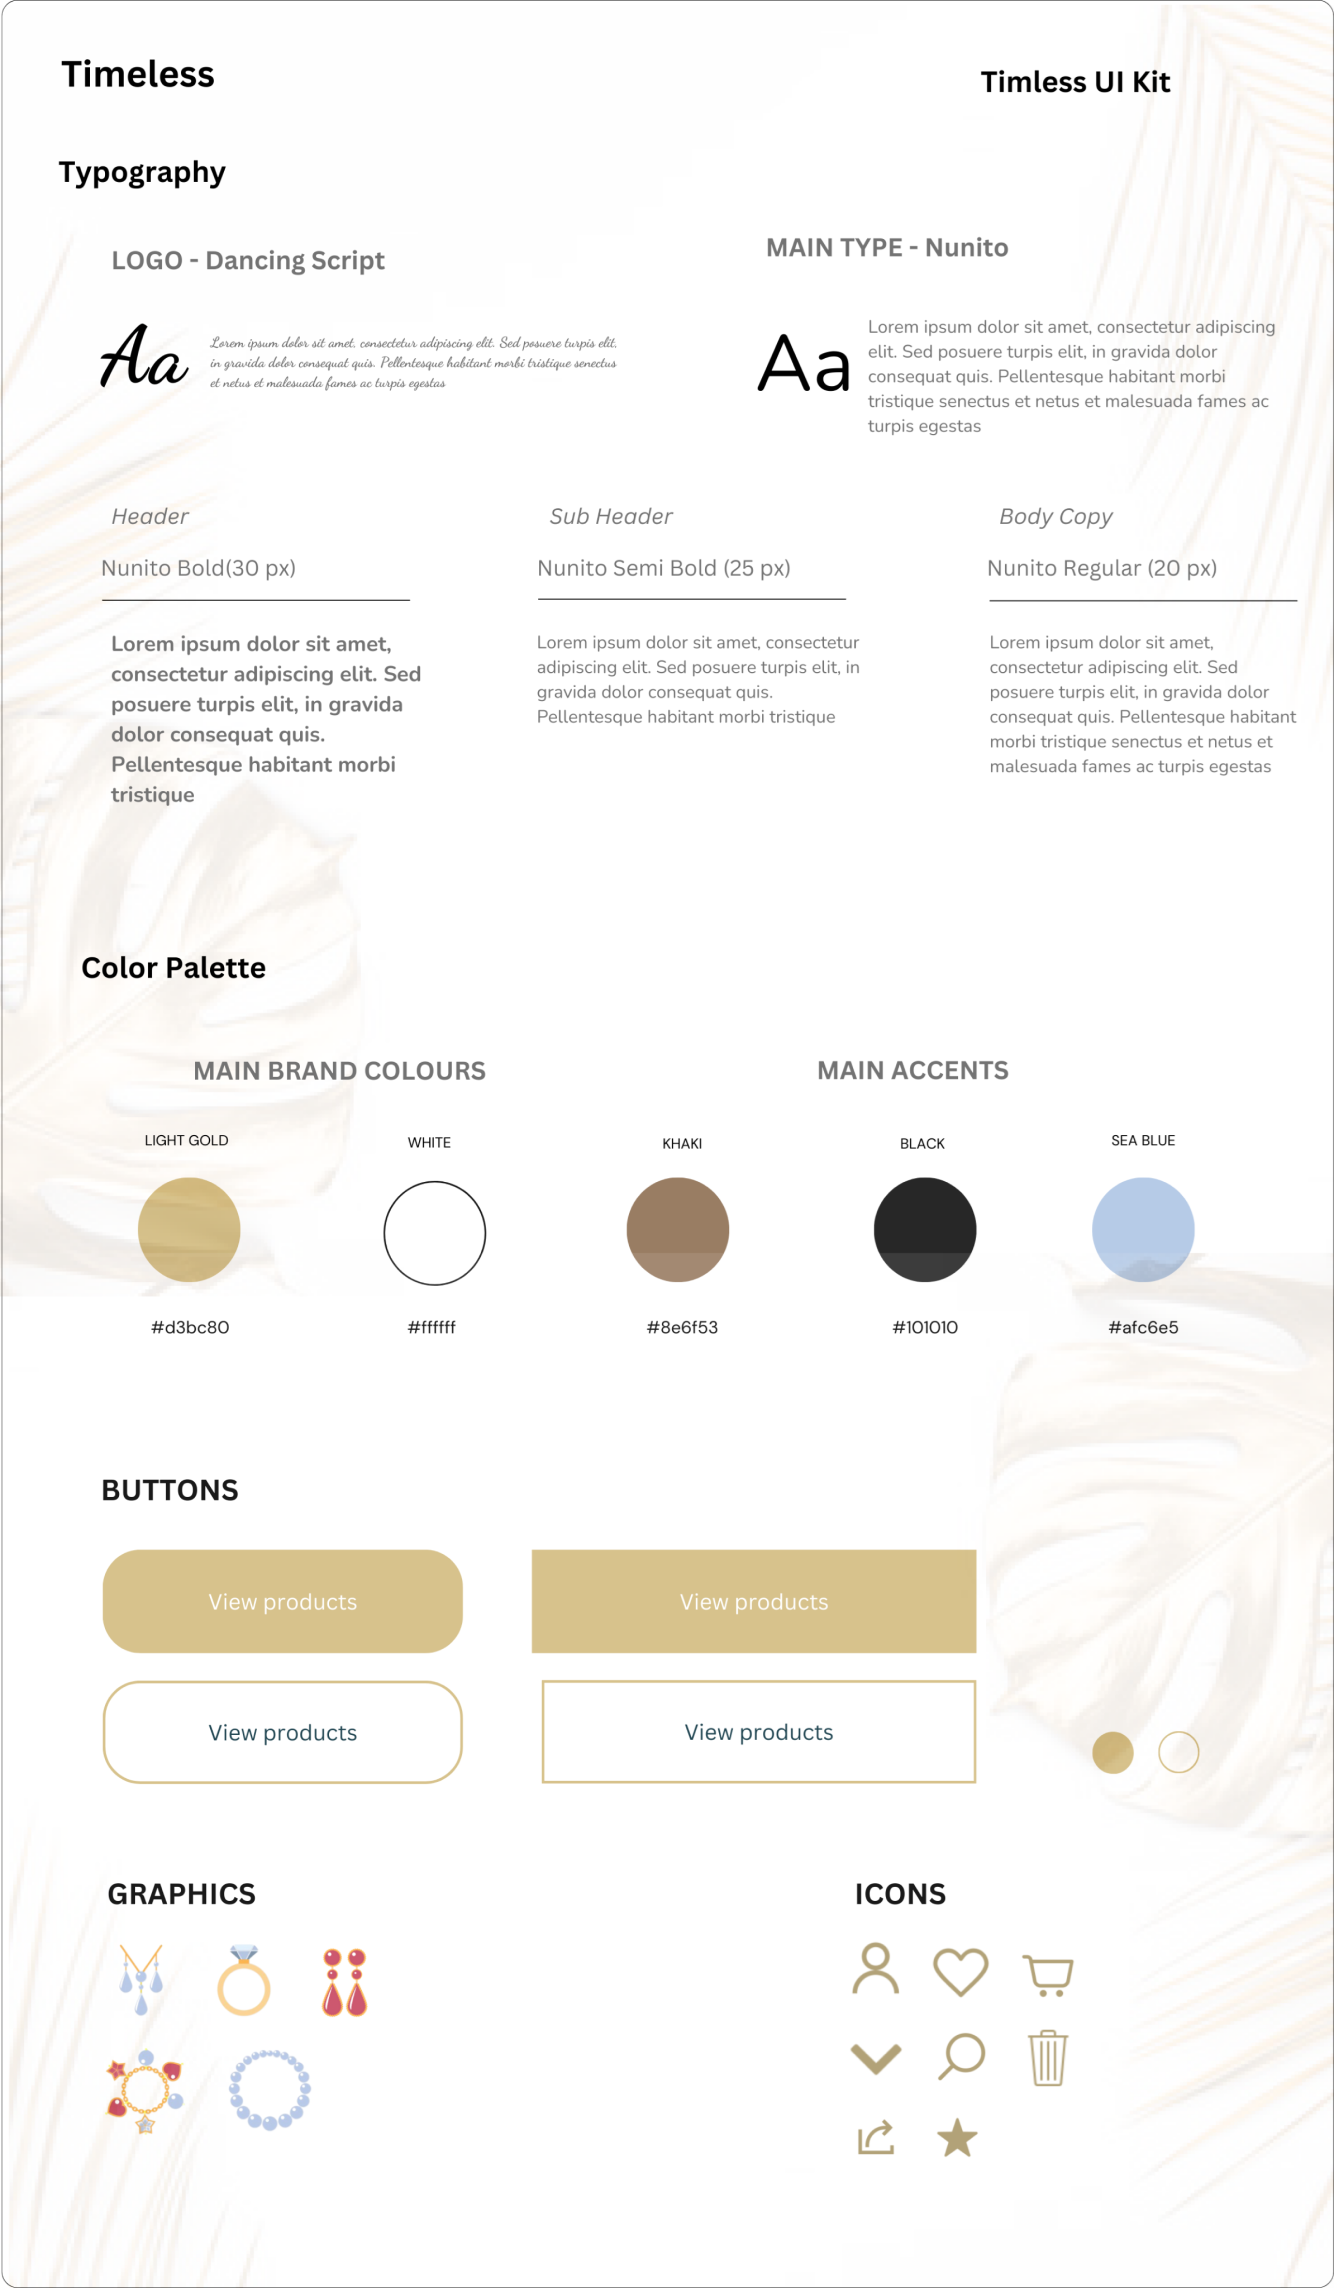 Timeless
Timless UI Kit
Typography
LOGO - Dancing Script
Aa
Lorem ipsum dolor sit amet, consectetur adipiscing elit. Sed posuere turpis elit,
in gravida dolor consequat quis. Pellentesque habitant morbi tristique senectus
et netus et malesuada fames ac turpis egestas
MAIN TYPE - Nunito
Aa
Lorem ipsum dolor sit amet, consectetur adipiscing
elit. Sed posuere turpis elit, in gravida dolor
consequat quis. Pellentesque habitant morbi
tristique senectus et netus et malesuada fames ac
turpis egestas
Header
Nunito Bold(30 px)
Lorem ipsum dolor sit amet,
consectetur adipiscing elit. Sed
posuere turpis elit, in gravida
dolor consequat quis.
Pellentesque habitant morbi
tristique
Sub Header
Nunito Semi Bold (25 px)
Lorem ipsum dolor sit amet, consectetur
adipiscing elit. Sed posuere turpis elit, in
gravida dolor consequat quis.
Pellentesque habitant morbi tristique
Body Copy
Nunito Regular (20 px)
Lorem ipsum dolor sit amet,
consectetur adipiscing elit. Sed
posuere turpis elit, in gravida dolor
consequat quis. Pellentesque habitant
morbi tristique senectus et netus et
malesuada fames ac turpis egestas
Color Palette
MAIN BRAND COLOURS
MAIN ACCENTS
LIGHT GOLD
WHITE
KHAKI
BLACK
SEA BLUE
#d3bc80
#ffffff
#8e6f53
#101010
#afc6e5
BUTTONS
View products
View products
View products
View products
GRAPHICS
ICONS